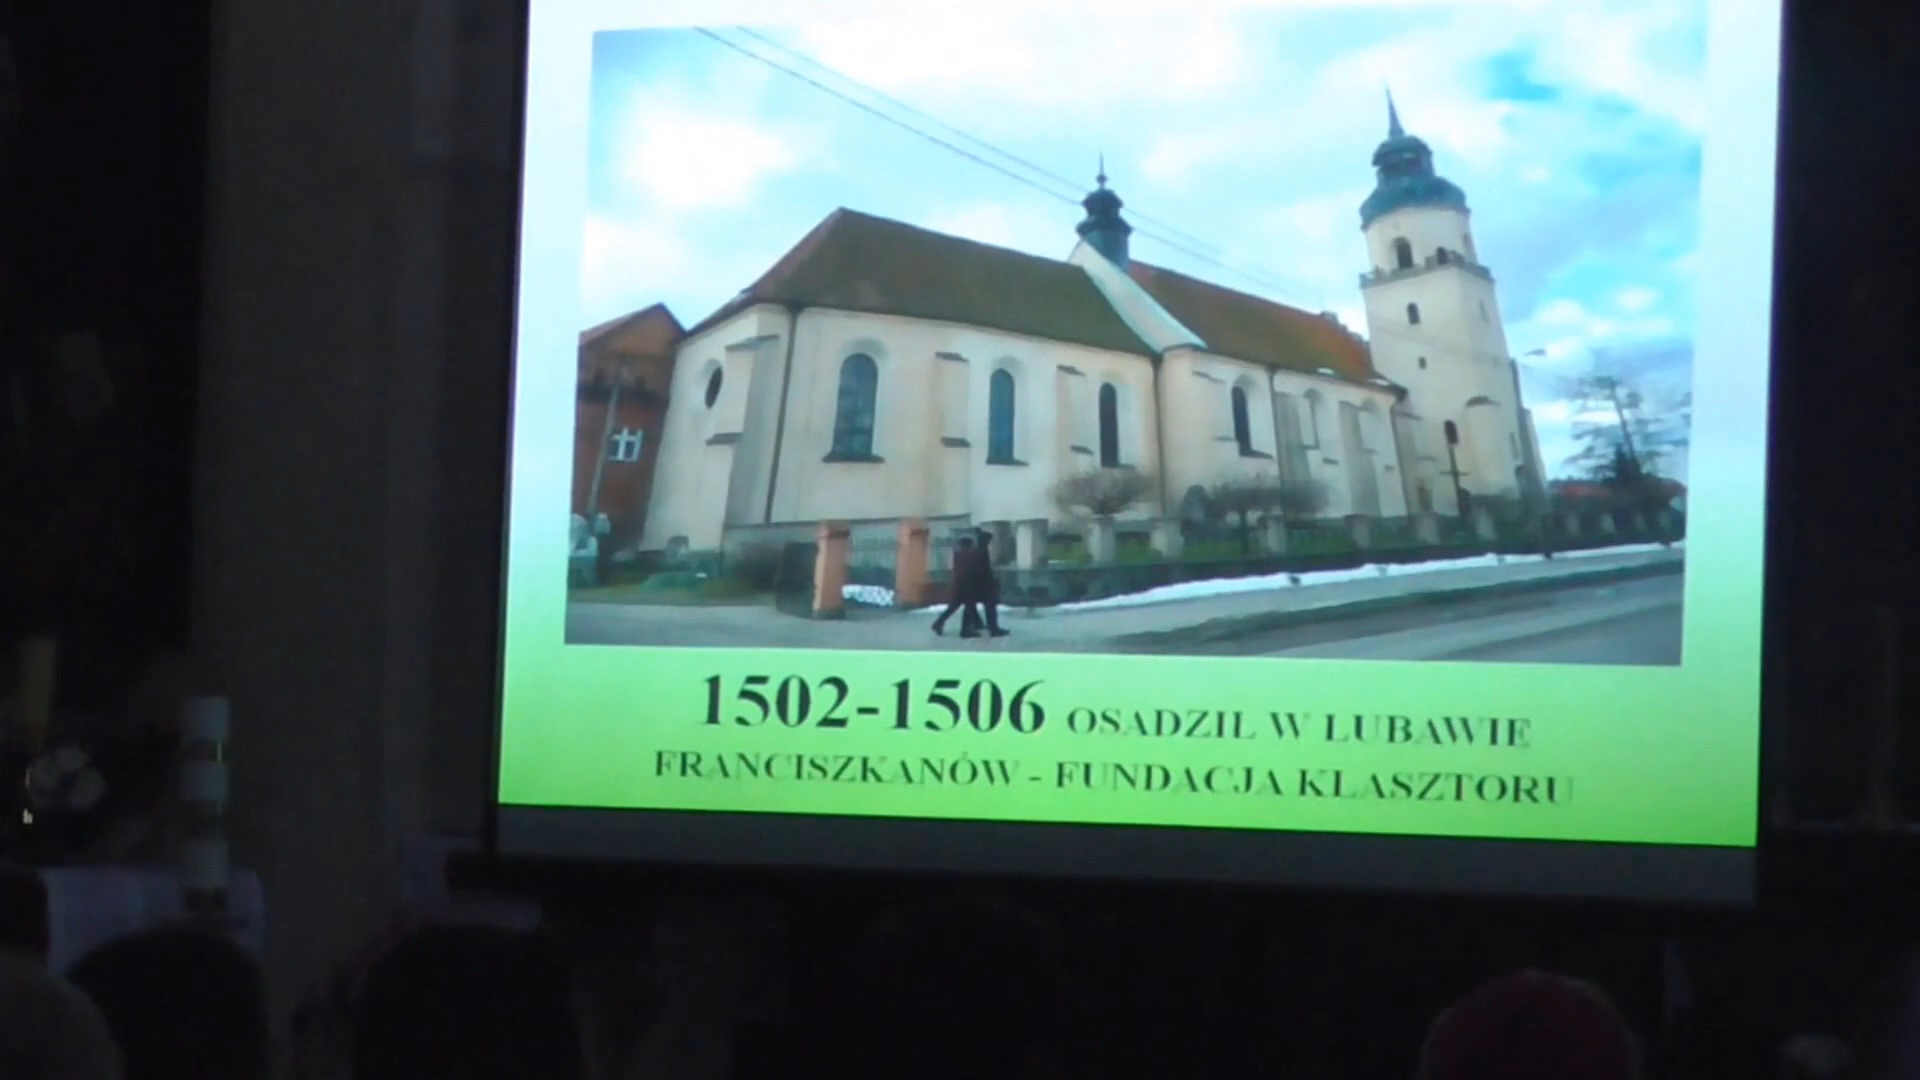 1502-1506 OSADZIL W LUBAWIE
FRANCISZKANÓW - FUNDACJA KLASZTORU